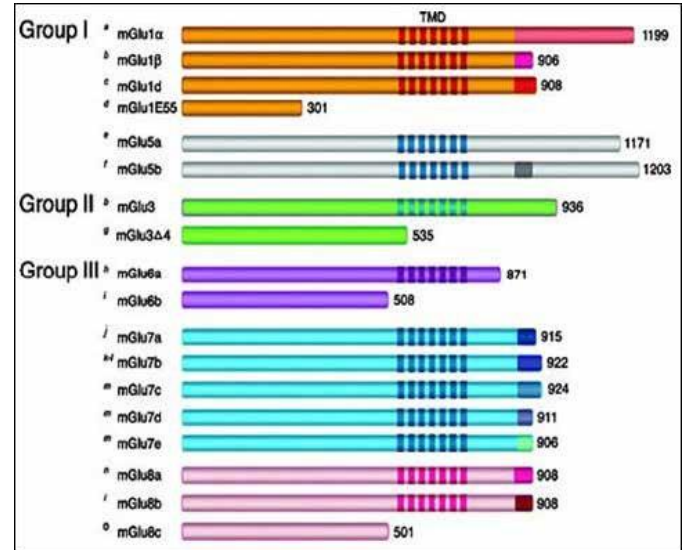 TMD
Group I a mGlu1α 1199
b mGlu1β 906
c mGlu1d 908
d mGlu1E55 301
e mGlu5a 1171
f mGlu5b 1203
Group II b mGlu3 936
g mGlu3Δ4 535
Group III h mGlu6a 871
i mGlu6b 508
j mGlu7a 915
k-l mGlu7b 922
m mGlu7c 924
m mGlu7d 911
m mGlu7e 906
n mGlu8a 908
i mGlu8b 908
o mGlu8c 501